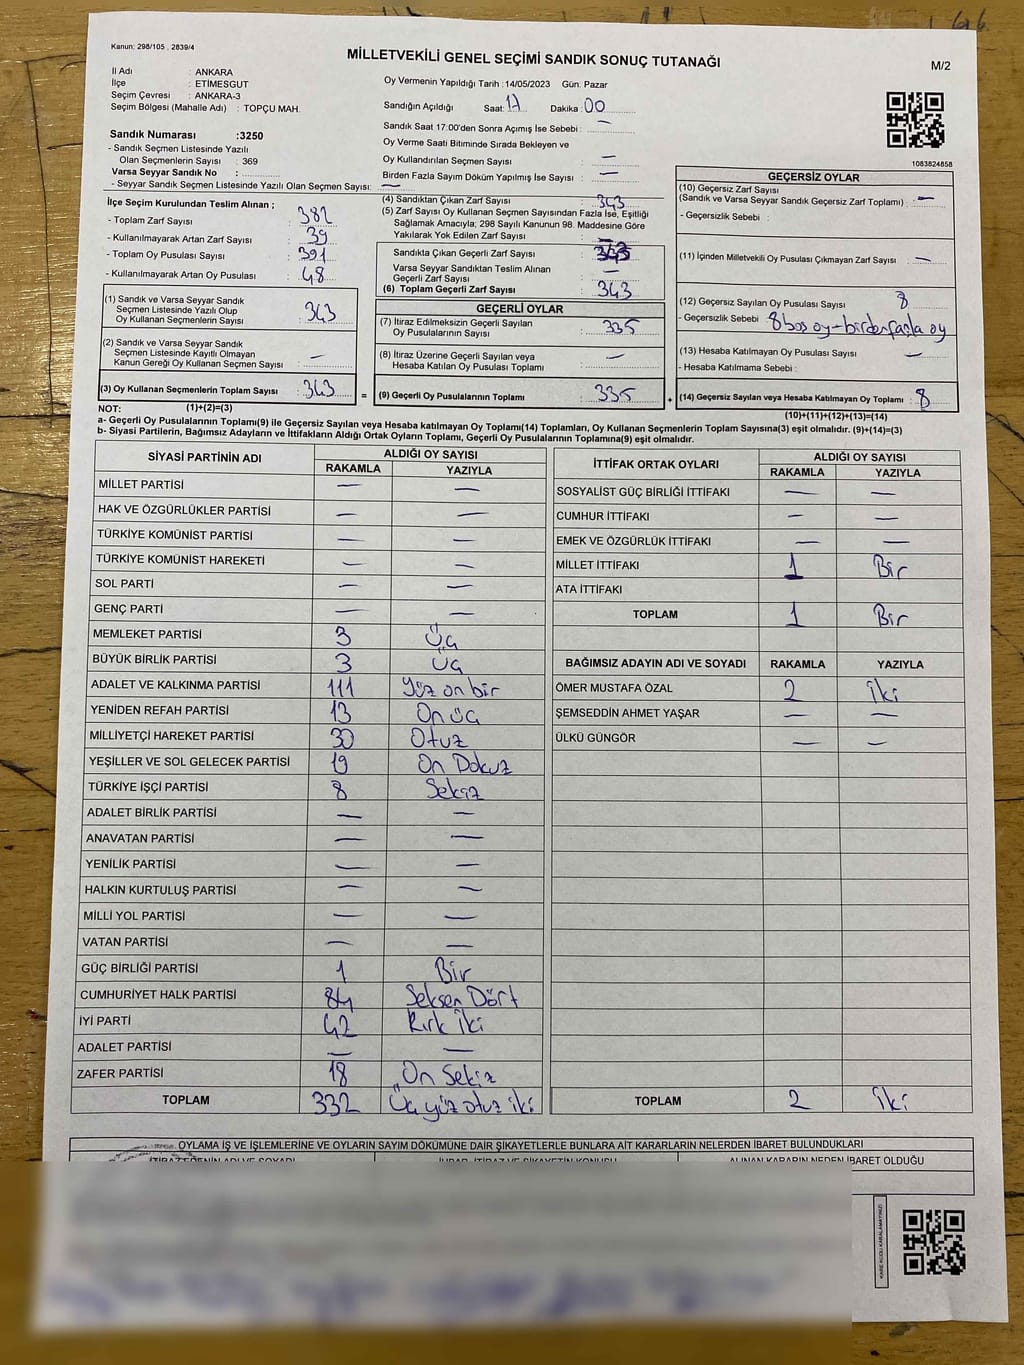 Kanun: 298/105 , 2839/4
MİLLETVEKİLİ GENEL SEÇİMİ SANDIK SONUÇ TUTANAĞI
M/2
İl Adı : ANKARA
İlçe : ETİMESGUT
Seçim Çevresi : ANKARA-3
Seçim Bölgesi (Mahalle Adı) : TOPÇU MAH.
Oy Vermenin Yapıldığı Tarih :14/05/2023 Gün. Pazar
Sandığın Açıldığı Saat: 17 Dakika : 00
Sandık Saat 17:00'den Sonra Açımış İse Sebebi : —
Oy Verme Saati Bitiminde Sırada Bekleyen ve
Oy Kullandırılan Seçmen Sayısı : —
Birden Fazla Sayım Döküm Yapılmış İse Sayısı : —
1083824858
Sandık Numarası :3250
- Sandık Seçmen Listesinde Yazılı
Olan Seçmenlerin Sayısı : 369
Varsa Seyyar Sandık No :
- Seyyar Sandık Seçmen Listesinde Yazılı Olan Seçmen Sayısı: —
İlçe Seçim Kurulundan Teslim Alınan ;
- Toplam Zarf Sayısı : 382
- Kullanılmayarak Artan Zarf Sayısı : 39
- Toplam Oy Pusulası Sayısı : 391
- Kullanılmayarak Artan Oy Pusulası : 48
(4) Sandıktan Çıkan Zarf Sayısı : 343
(5) Zarf Sayısı Oy Kullanan Seçmen Sayısından Fazla İse, Eşitliği
Sağlamak Amacıyla; 298 Sayılı Kanunun 98. Maddesine Göre
Yakılarak Yok Edilen Zarf Sayısı : —
Sandıkta Çıkan Geçerli Zarf Sayısı : 343
Varsa Seyyar Sandıktan Teslim Alınan
Geçerli Zarf Sayısı : —
(6) Toplam Geçerli Zarf Sayısı : 343
GEÇERSİZ OYLAR
(10) Geçersiz Zarf Sayısı
(Sandık ve Varsa Seyyar Sandık Geçersiz Zarf Toplamı) : —
- Geçersizlik Sebebi :
(11) İçinden Milletvekili Oy Pusulası Çıkmayan Zarf Sayısı : —
(12) Geçersiz Sayılan Oy Pusulası Sayısı : 8
- Geçersizlik Sebebi : 8 boş oy-birden fazla oy
(13) Hesaba Katılmayan Oy Pusulası Sayısı : —
- Hesaba Katılmama Sebebi :
(14) Geçersiz Sayılan veya Hesaba Katılmayan Oy Toplamı : 8
(10)+(11)+(12)+(13)=(14)
(1) Sandık ve Varsa Seyyar Sandık
Seçmen Listesinde Yazılı Olup
Oy Kullanan Seçmenlerin Sayısı : 343
(2) Sandık ve Varsa Seyyar Sandık
Seçmen Listesinde Kayıtlı Olmayan
Kanun Gereği Oy Kullanan Seçmen Sayısı : —
(3) Oy Kullanan Seçmenlerin Toplam Sayısı : 343
(1)+(2)=(3)
=
GEÇERLİ OYLAR
(7) İtiraz Edilmeksizin Geçerli Sayılan
Oy Pusulalarının Sayısı : 335
(8) İtiraz Üzerine Geçerli Sayılan veya
Hesaba Katılan Oy Pusulası Toplamı : —
(9) Geçerli Oy Pusulalarının Toplamı : 335
+
NOT:
a- Geçerli Oy Pusulalarının Toplamı(9) ile Geçersiz Sayılan veya Hesaba katılmayan Oy Toplamı(14) Toplamları, Oy Kullanan Seçmenlerin Toplam Sayısına(3) eşit olmalıdır. (9)+(14)=(3)
b- Siyasi Partilerin, Bağımsız Adayların ve İttifakların Aldığı Ortak Oyların Toplamı, Geçerli Oy Pusulalarının Toplamına(9) eşit olmalıdır.
SİYASİ PARTİNİN ADI ALDIĞI OY SAYISI
RAKAMLA YAZIYLA
MİLLET PARTİSİ — —
HAK VE ÖZGÜRLÜKLER PARTİSİ — —
TÜRKİYE KOMÜNİST PARTİSİ — —
TÜRKİYE KOMÜNİST HAREKETİ — —
SOL PARTİ — —
GENÇ PARTİ — —
MEMLEKET PARTİSİ 3 Üç
BÜYÜK BİRLİK PARTİSİ 3 Üç
ADALET VE KALKINMA PARTİSİ 111 Yüz on bir
YENİDEN REFAH PARTİSİ 13 On üç
MİLLİYETÇİ HAREKET PARTİSİ 30 Otuz
YEŞİLLER VE SOL GELECEK PARTİSİ 19 On Dokuz
TÜRKİYE İŞÇİ PARTİSİ 8 Sekiz
ADALET BİRLİK PARTİSİ — —
ANAVATAN PARTİSİ — —
YENİLİK PARTİSİ — —
HALKIN KURTULUŞ PARTİSİ — —
MİLLİ YOL PARTİSİ — —
VATAN PARTİSİ — —
GÜÇ BİRLİĞİ PARTİSİ 1 Bir
CUMHURİYET HALK PARTİSİ 84 Seksen Dört
İYİ PARTİ 42 Kırk İki
ADALET PARTİSİ — —
ZAFER PARTİSİ 18 On Sekiz
TOPLAM 332 Üç yüz otuz iki
İTTİFAK ORTAK OYLARI ALDIĞI OY SAYISI
RAKAMLA YAZIYLA
SOSYALİST GÜÇ BİRLİĞİ İTTİFAKI — —
CUMHUR İTTİFAKI — —
EMEK VE ÖZGÜRLÜK İTTİFAKI — —
MİLLET İTTİFAKI 1 Bir
ATA İTTİFAKI
TOPLAM 1 Bir
BAĞIMSIZ ADAYIN ADI VE SOYADI RAKAMLA YAZIYLA
ÖMER MUSTAFA ÖZAL 2 İki
ŞEMSEDDİN AHMET YAŞAR — —
ÜLKÜ GÜNGÖR — —
TOPLAM 2 İki
OYLAMA İŞ VE İŞLEMLERİNE VE OYLARIN SAYIM DÖKÜMÜNE DAİR ŞİKAYETLERLE BUNLARA AİT KARARLARIN NELERDEN İBARET BULUNDUKLARI
İTİRAZ EDENİN ADI VE SOYADI İHBAR, İTİRAZ VE ŞİKAYETİN KONUSU ALINAN KARARIN NEDEN İBARET OLDUĞU
KARE KODU KARALAMAYINIZ!